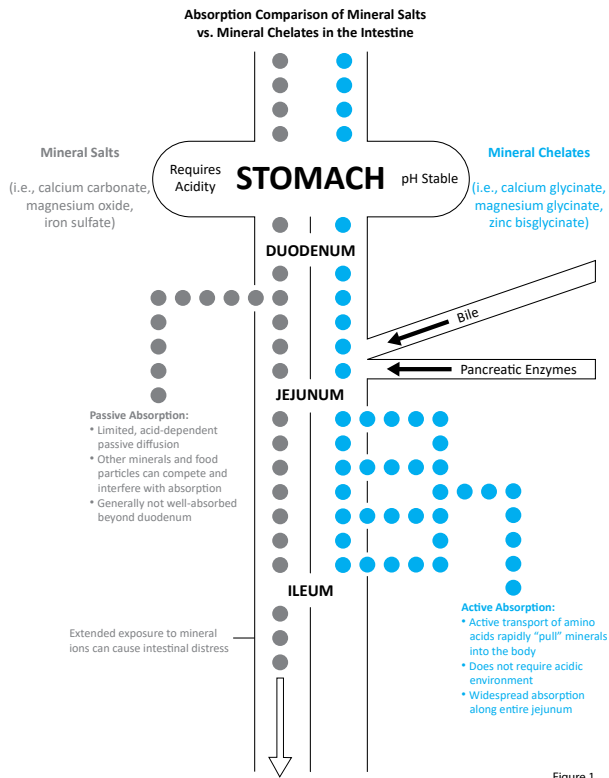 Absorption Comparison of Mineral Salts
vs. Mineral Chelates in the Intestine
Mineral Salts
(i.e., calcium carbonate,
magnesium oxide,
iron sulfate)
Requires
Acidity
STOMACH
pH Stable
Mineral Chelates
(i.e., calcium glycinate,
magnesium glycinate,
zinc bisglycinate)
DUODENUM
Bile
Pancreatic Enzymes
JEJUNUM
Passive Absorption:
• Limited, acid-dependent
passive diffusion
• Other minerals and food
particles can compete and
interfere with absorption
• Generally not well-absorbed
beyond duodenum
ILEUM
Active Absorption:
• Active transport of amino
acids rapidly “pull” minerals
into the body
• Does not require acidic
environment
• Widespread absorption
along entire jejunum
Extended exposure to mineral
ions can cause intestinal distress
Figure 1